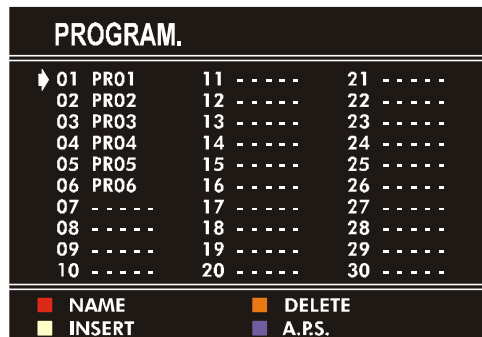 PROGRAM.
01 PR01 11 - - - - - 21 - - - - -
02 PR02 12 - - - - - 22 - - - - -
03 PR03 13 - - - - - 23 - - - - -
04 PR04 14 - - - - - 24 - - - - -
05 PR05 15 - - - - - 25 - - - - -
06 PR06 16 - - - - - 26 - - - - -
07 - - - - - 17 - - - - - 27 - - - - -
08 - - - - - 18 - - - - - 28 - - - - -
09 - - - - - 19 - - - - - 29 - - - - -
10 - - - - - 20 - - - - - 30 - - - - -
NAME DELETE
INSERT A.P.S.